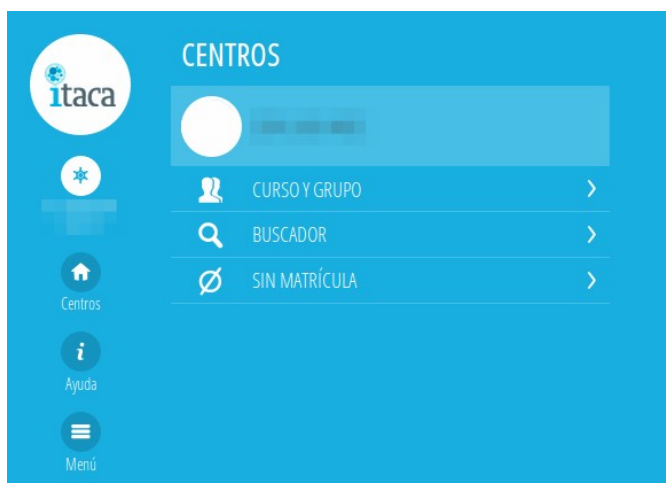 itaca
CENTROS
CURSO Y GRUPO
BUSCADOR
SIN MATRÍCULA
Centros
Ayuda
Menú